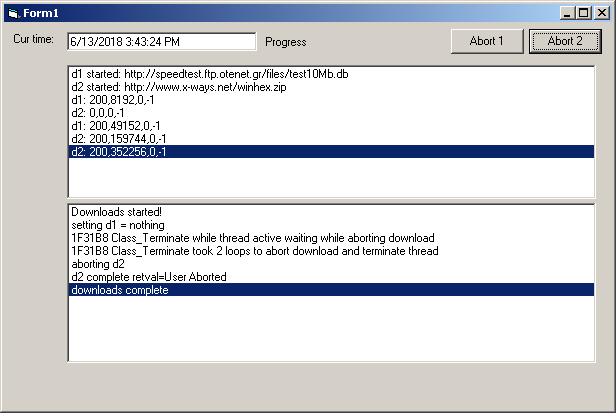 Form1
Cur time: 6/13/2018 3:43:24 PM Progress Abort 1 Abort 2
d1 started: http://speedtest.ftp.otenet.gr/files/test10Mb.db
d2 started: http://www.x-ways.net/winhex.zip
d1: 200,8192,0,-1
d2: 0,0,0,-1
d1: 200,49152,0,-1
d2: 200,159744,0,-1
d2: 200,352256,0,-1
Downloads started!
setting d1 = nothing
1F31B8 Class_Terminate while thread active waiting while aborting download
1F31B8 Class_Terminate took 2 loops to abort download and terminate thread
aborting d2
d2 complete retval=User Aborted
downloads complete